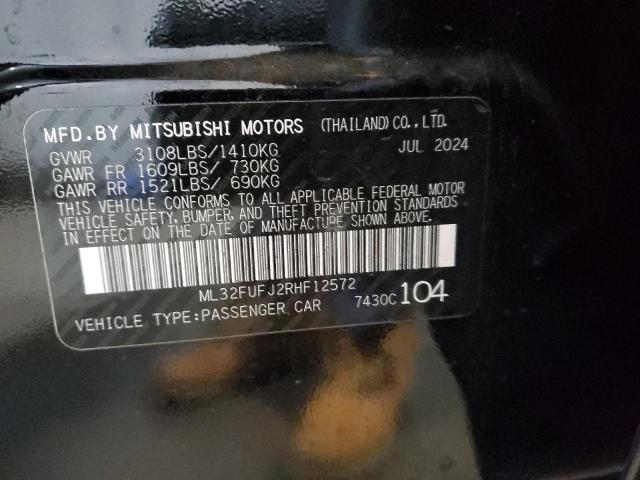 MFD.BY MITSUBISHI MOTORS (THAILAND)CO.,LTD.
GVWR 3108LBS/1410KG JUL 2024
GAWR FR 1609LBS/ 730KG
GAWR RR 1521LBS/ 690KG
THIS VEHICLE CONFORMS TO ALL APPLICABLE FEDERAL MOTOR
VEHICLE SAFETY, BUMPER, AND THEFT PREVENTION STANDARDS
IN EFFECT ON THE DATE OF MANUFACTURE SHOWN ABOVE.
ML32FUFJ2RHF12572
VEHICLE TYPE:PASSENGER CAR 7430C 104